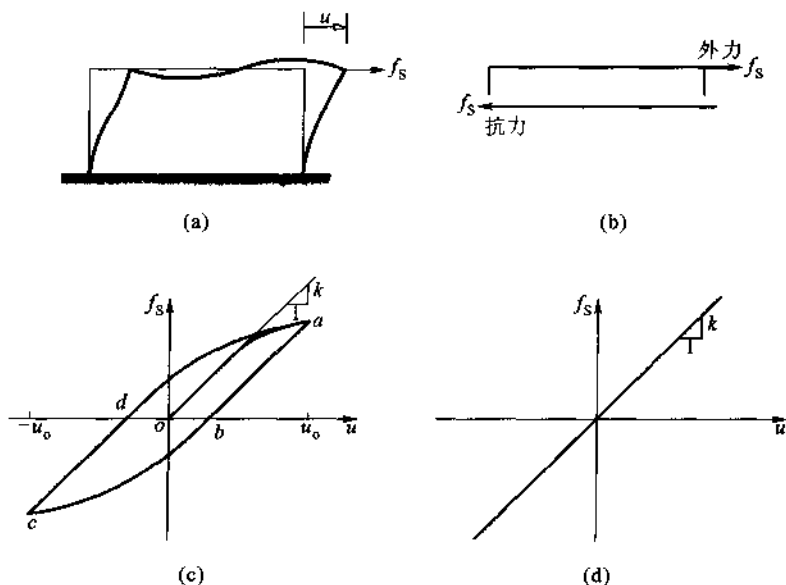 u
f_S
(a)
外力
f_S
f_S
抗力
(b)
f_S
k
1
a
d
-u_o
o
b
u_o
u
c
(c)
f_S
k
1
u
(d)